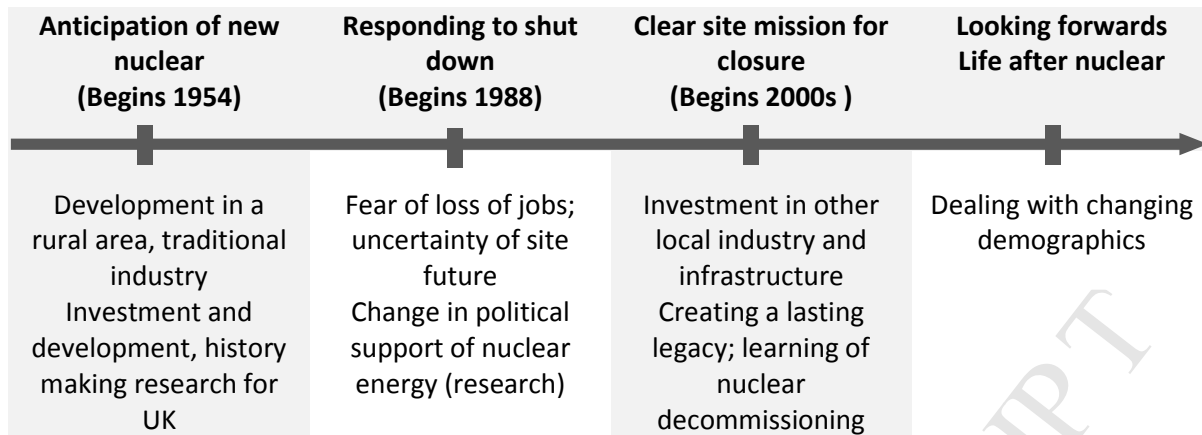 Anticipation of new
nuclear
(Begins 1954)
Responding to shut
down
(Begins 1988)
Clear site mission for
closure
(Begins 2000s )
Looking forwards
Life after nuclear
Development in a
rural area, traditional
industry
Investment and
development, history
making research for
UK
Fear of loss of jobs;
uncertainty of site
future
Change in political
support of nuclear
energy (research)
Investment in other
local industry and
infrastructure
Creating a lasting
legacy; learning of
nuclear
decommissioning
Dealing with changing
demographics